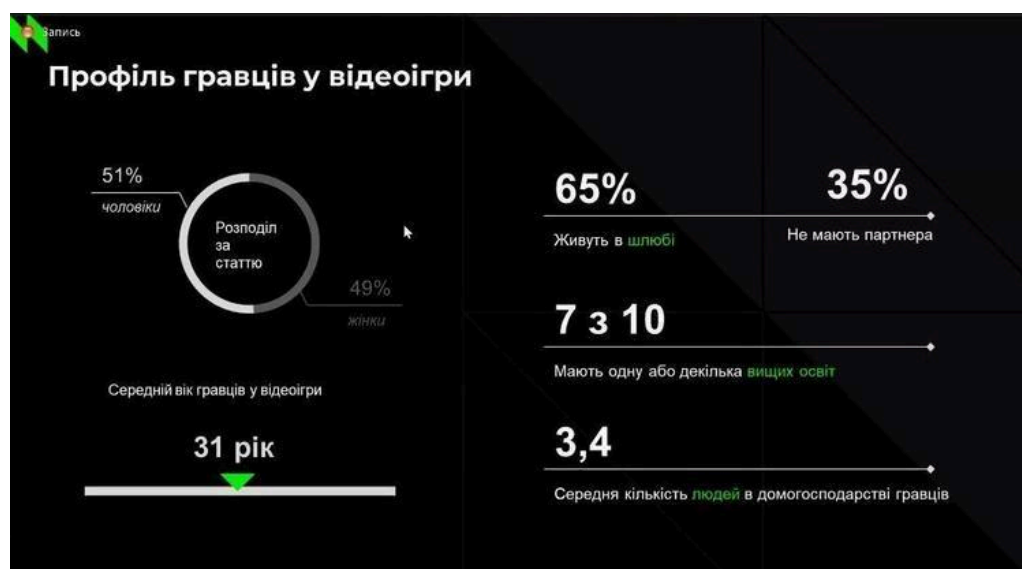 Запись
Профіль гравців у відеоігри
51%
чоловіки
Розподіл
за
статтю
49%
жінки
Середній вік гравців у відеоігри
31 рік
65%
Живуть в шлюбі
35%
Не мають партнера
7 з 10
Мають одну або декілька вищих освіт
3,4
Середня кількість людей в домогосподарстві гравців